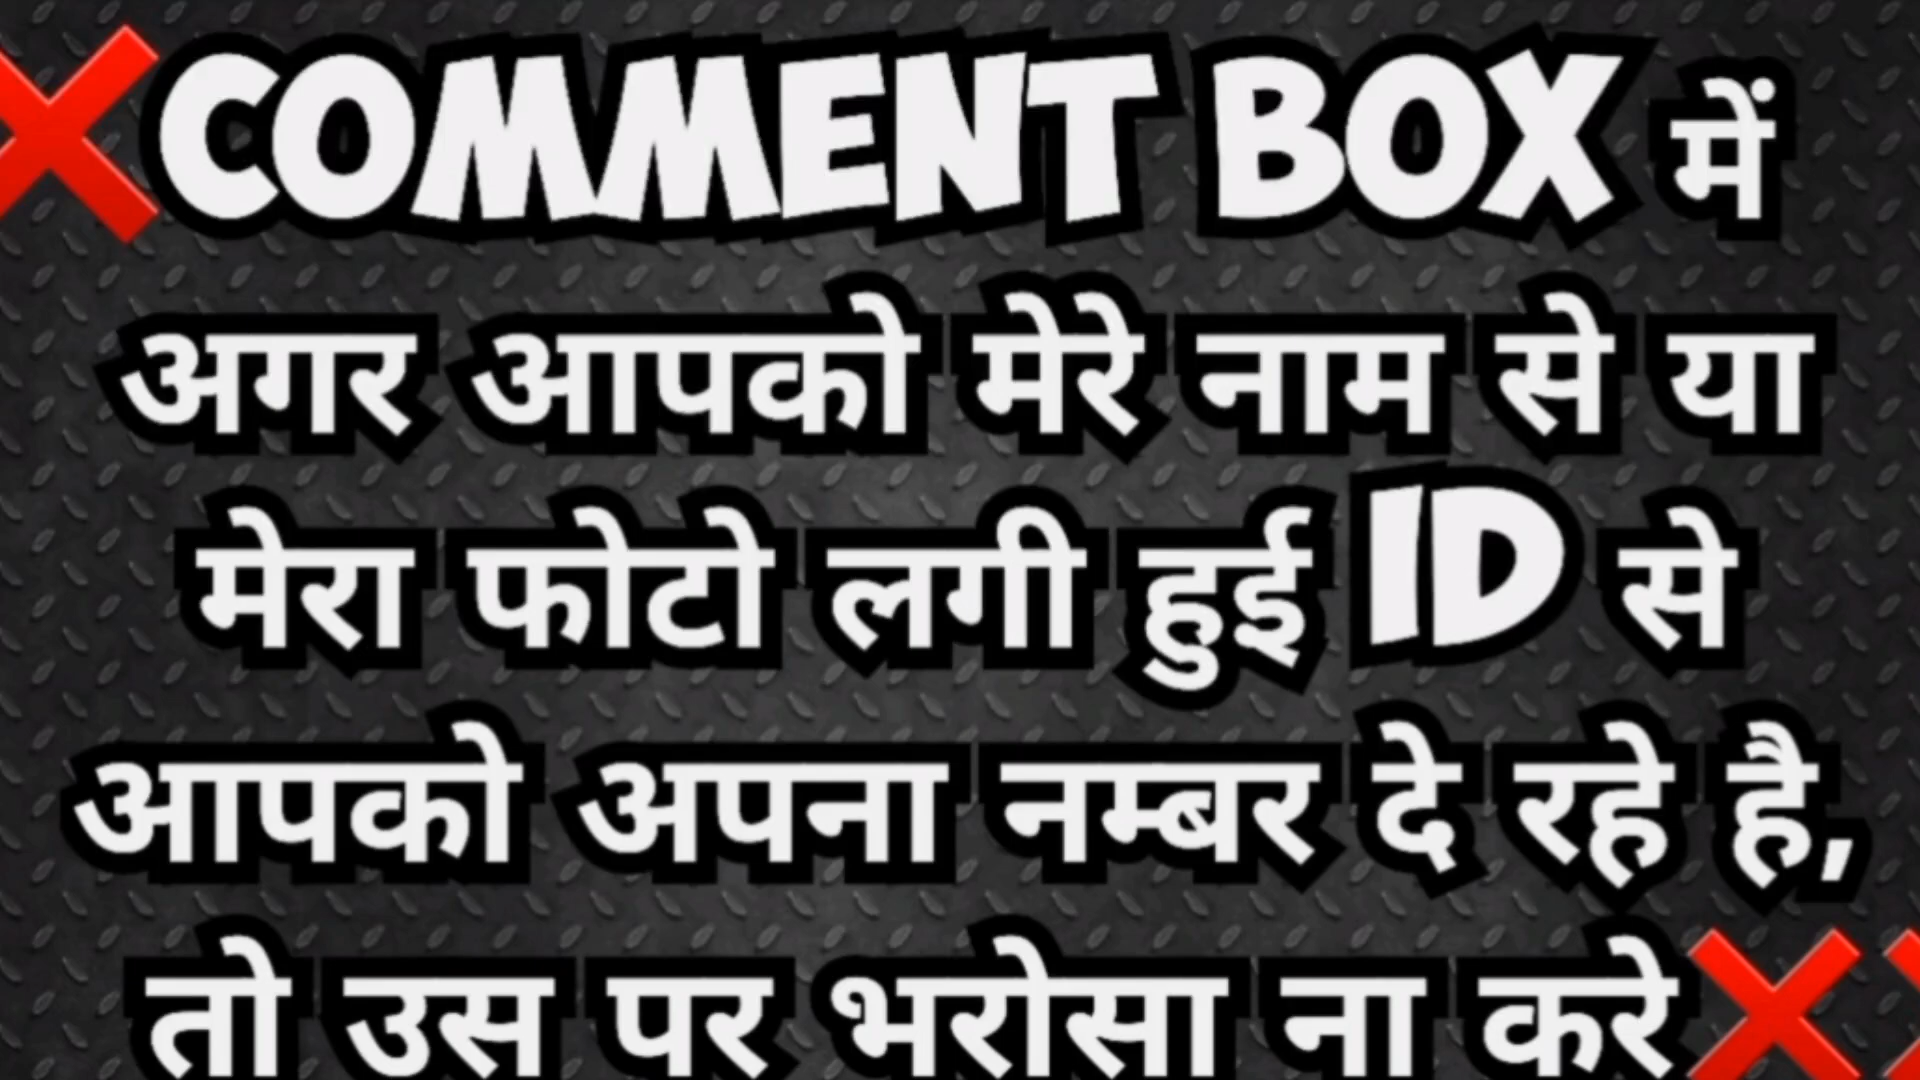 ❌COMMENT BOX में
अगर आपको मेरे नाम से या
मेरा फोटो लगी हुई ID से
आपको अपना नम्बर दे रहे है,
तो उस पर भरोसा ना करे❌❌